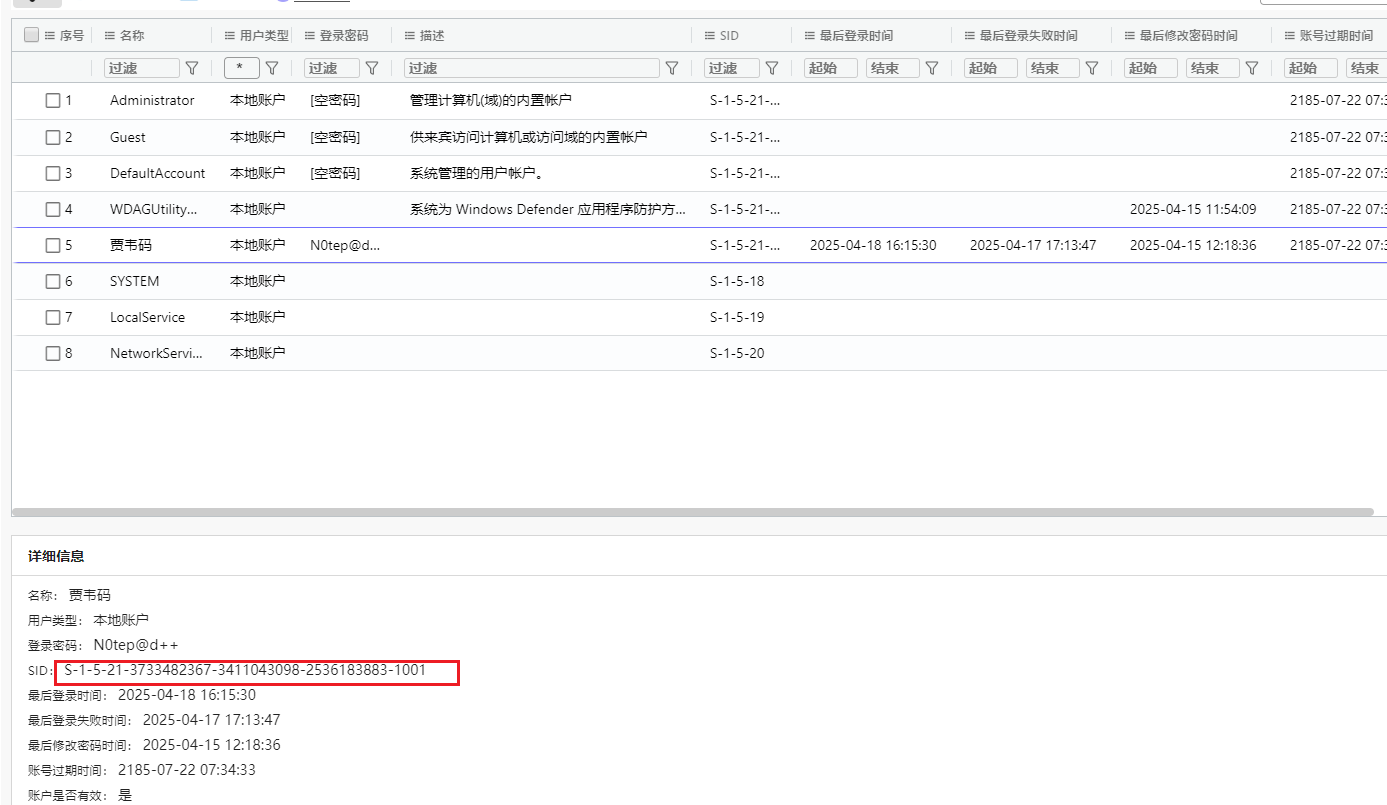 序号 名称 用户类型 登录密码 描述 SID 最后登录时间 最后登录失败时间 最后修改密码时间 账号过期时间
过滤 * 过滤 过滤 过滤 起始 结束 起始 结束 起始 结束 起始 结束
1 Administrator 本地账户 [空密码] 管理计算机(域)的内置帐户 S-1-5-21-... 2185-07-22 07:3
2 Guest 本地账户 [空密码] 供来宾访问计算机或访问域的内置帐户 S-1-5-21-... 2185-07-22 07:3
3 DefaultAccount 本地账户 [空密码] 系统管理的用户帐户。 S-1-5-21-... 2185-07-22 07:3
4 WDAGUtility... 本地账户 系统为 Windows Defender 应用程序防护方... S-1-5-21-... 2025-04-15 11:54:09 2185-07-22 07:3
5 贾韦码 本地账户 N0tep@d... S-1-5-21-... 2025-04-18 16:15:30 2025-04-17 17:13:47 2025-04-15 12:18:36 2185-07-22 07:3
6 SYSTEM 本地账户 S-1-5-18
7 LocalService 本地账户 S-1-5-19
8 NetworkServi... 本地账户 S-1-5-20
详细信息
名称: 贾韦码
用户类型: 本地账户
登录密码: N0tep@d++
SID: S-1-5-21-3733482367-3411043098-2536183883-1001
最后登录时间: 2025-04-18 16:15:30
最后登录失败时间: 2025-04-17 17:13:47
最后修改密码时间: 2025-04-15 12:18:36
账号过期时间: 2185-07-22 07:34:33
账户是否有效: 是